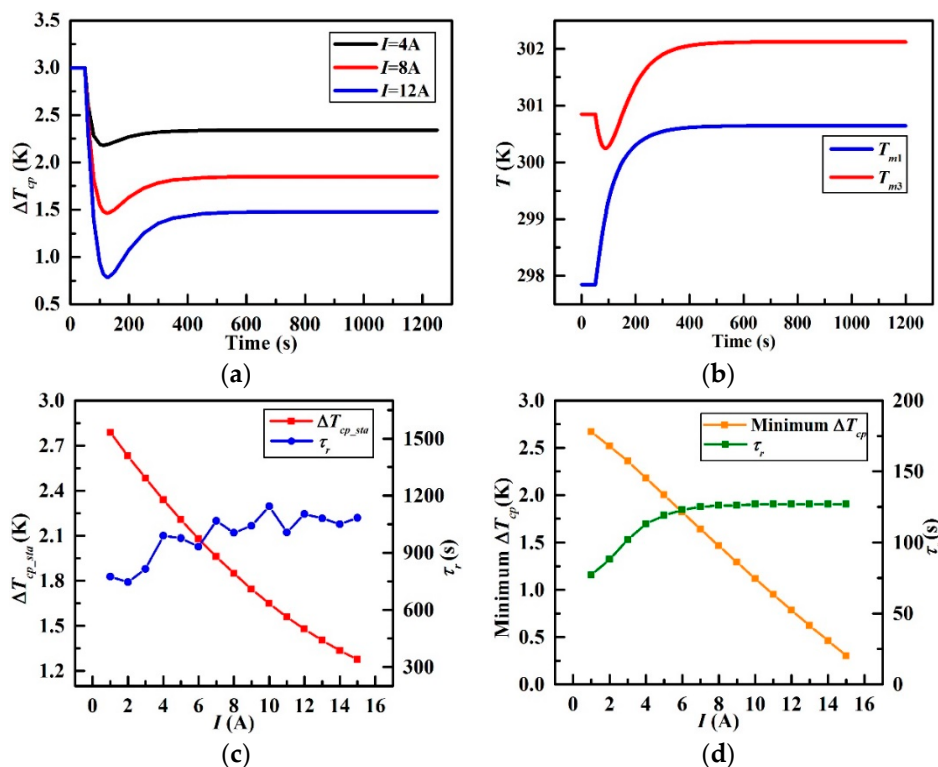 3.5
3.0
2.5
2.0
1.5
1.0
0.5
ΔT_cp (K)
I=4A
I=8A
I=12A
0 200 400 600 800 1000 1200
Time (s)
(a)
302
301
300
299
298
T (K)
T_m1
T_m3
0 200 400 600 800 1000 1200
Time (s)
(b)
3.0
2.7
2.4
2.1
1.8
1.5
1.2
ΔT_cp_sta (K)
ΔT_cp_sta
τ_r
1500
1200
900
600
300
τ_r (s)
0 2 4 6 8 10 12 14 16
I (A)
(c)
3.0
2.5
2.0
1.5
1.0
0.5
0.0
Minimum ΔT_cp (K)
Minimum ΔT_cp
τ_r
200
150
100
50
0
τ (s)
0 2 4 6 8 10 12 14 16
I (A)
(d)